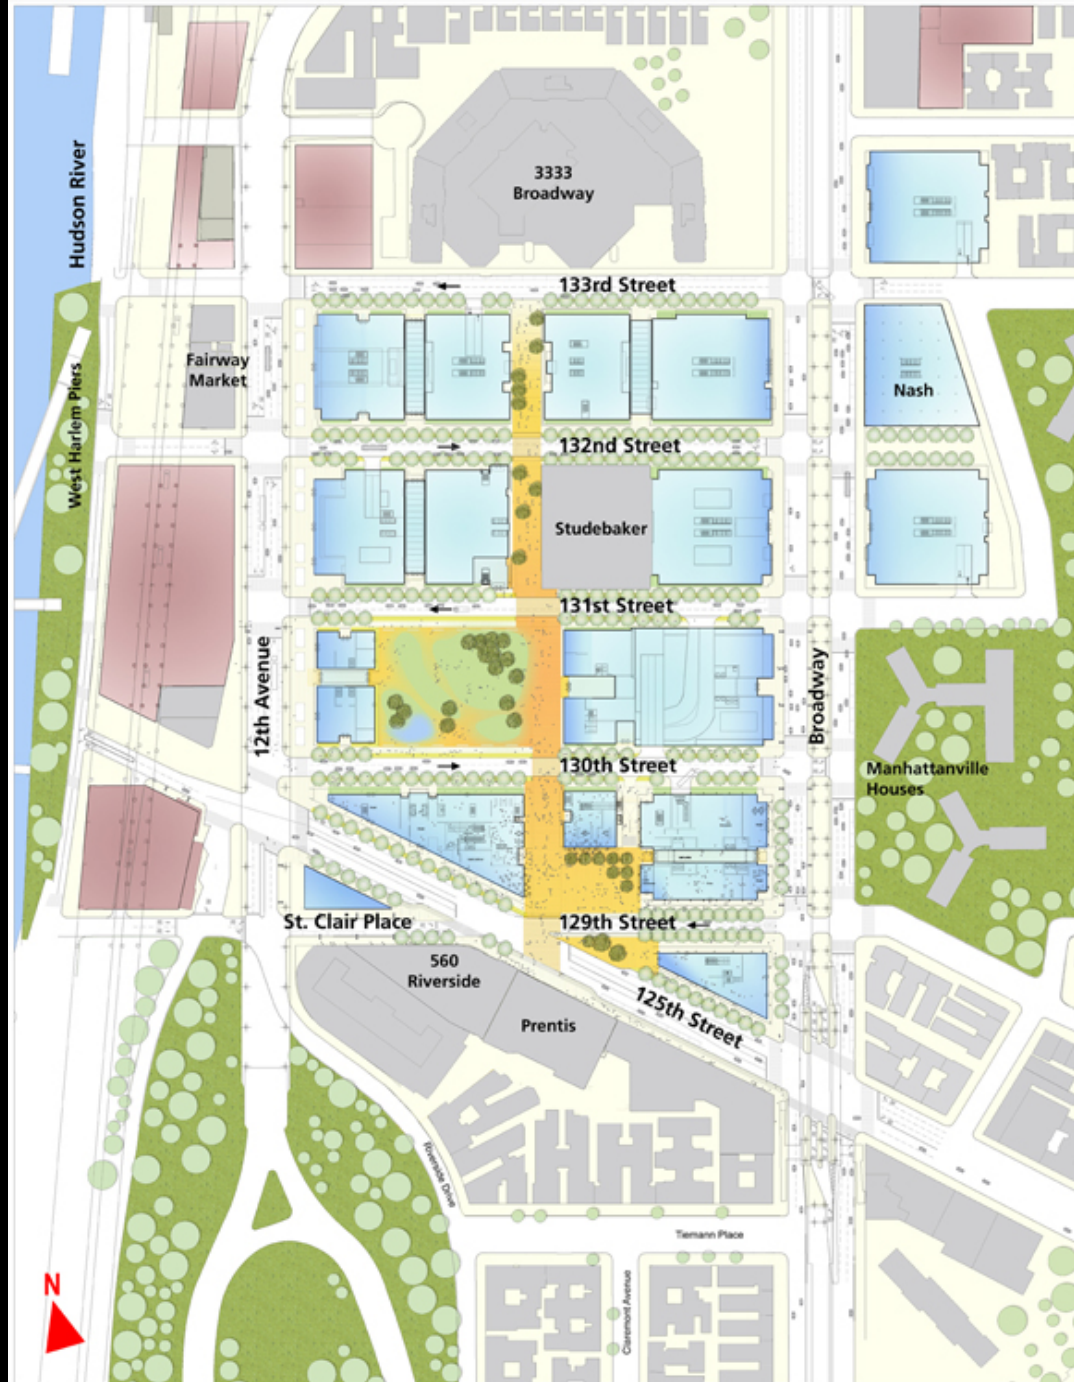 Hudson River
3333
Broadway
133rd Street
Fairway
Market
Nash
West Harlem Piers
132nd Street
Studebaker
131st Street
12th Avenue
Broadway
130th Street
Manhattanville
Houses
St. Clair Place
129th Street
560
Riverside
125th Street
Prentis
Riverside Drive
Tiemann Place
Claremont Avenue
N